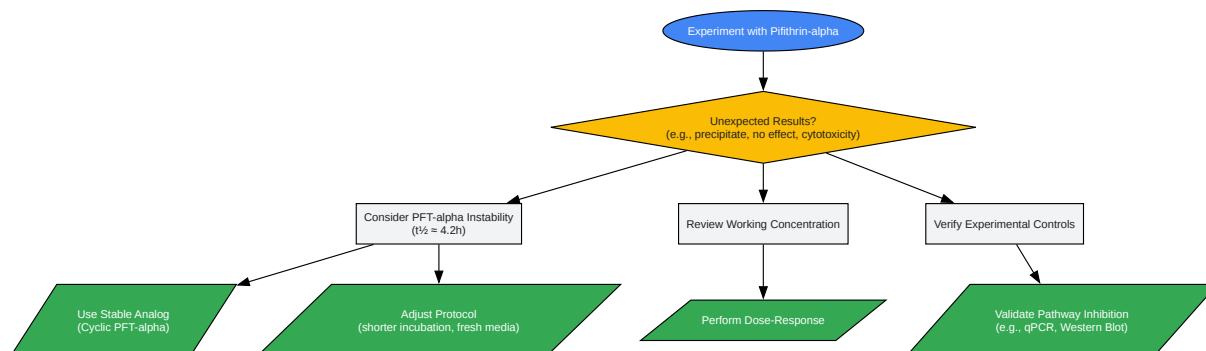 Experiment with Pifithrin-alpha
Unexpected Results?
(e.g., precipitate, no effect, cytotoxicity)
Consider PFT-alpha Instability
(t½ ≈ 4.2h)
Review Working Concentration
Verify Experimental Controls
Use Stable Analog
(Cyclic PFT-alpha)
Adjust Protocol
(shorter incubation, fresh media)
Perform Dose-Response
Validate Pathway Inhibition
(e.g., qPCR, Western Blot)